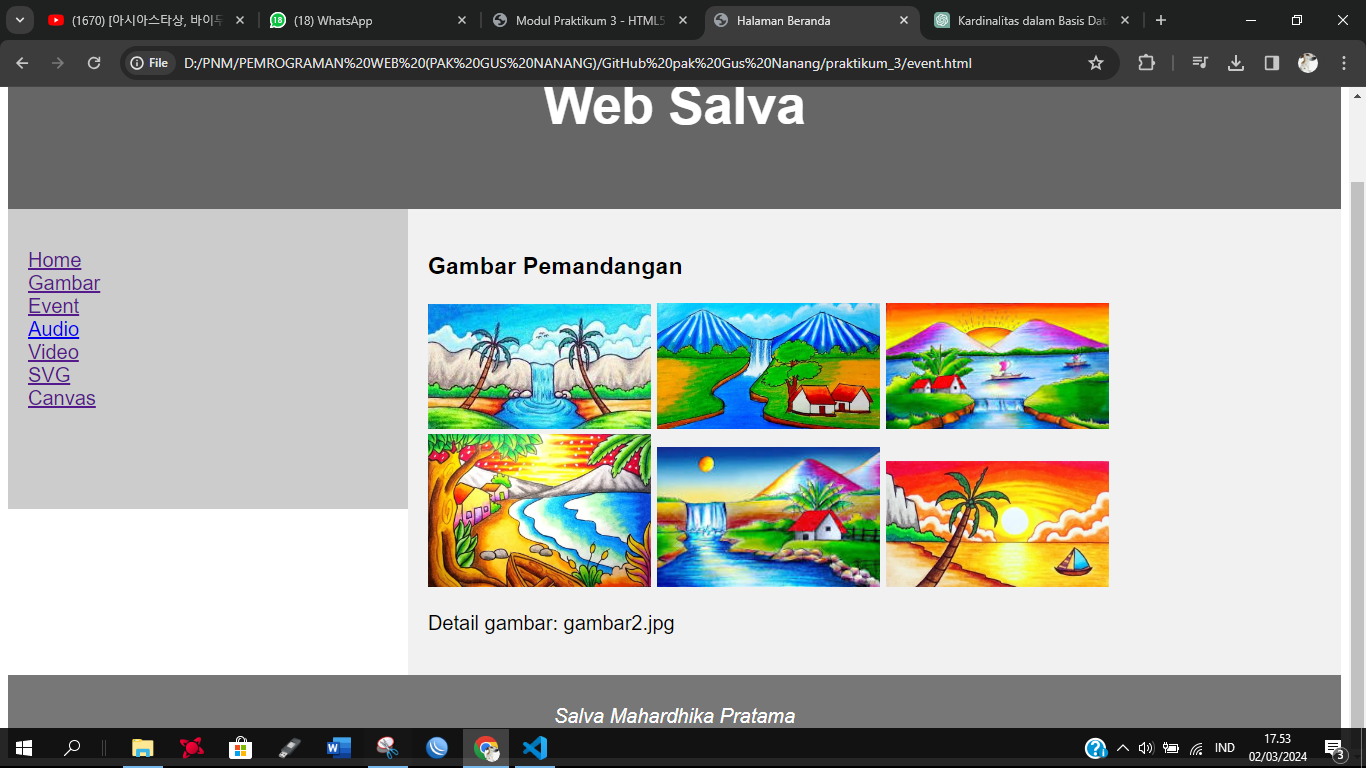 (1670) [아시아스타상, 바이두
(18) WhatsApp
Modul Praktikum 3 - HTML5
Halaman Beranda
Kardinalitas dalam Basis Dat
File
D:/PNM/PEMROGRAMAN%20WEB%20(PAK%20GUS%20NANANG)/GitHub%20pak%20Gus%20Nanang/praktikum_3/event.html
Web Salva
Home
Gambar
Event
Audio
Video
SVG
Canvas
Gambar Pemandangan
Detail gambar: gambar2.jpg
Salva Mahardhika Pratama
IND
17.53
02/03/2024
3